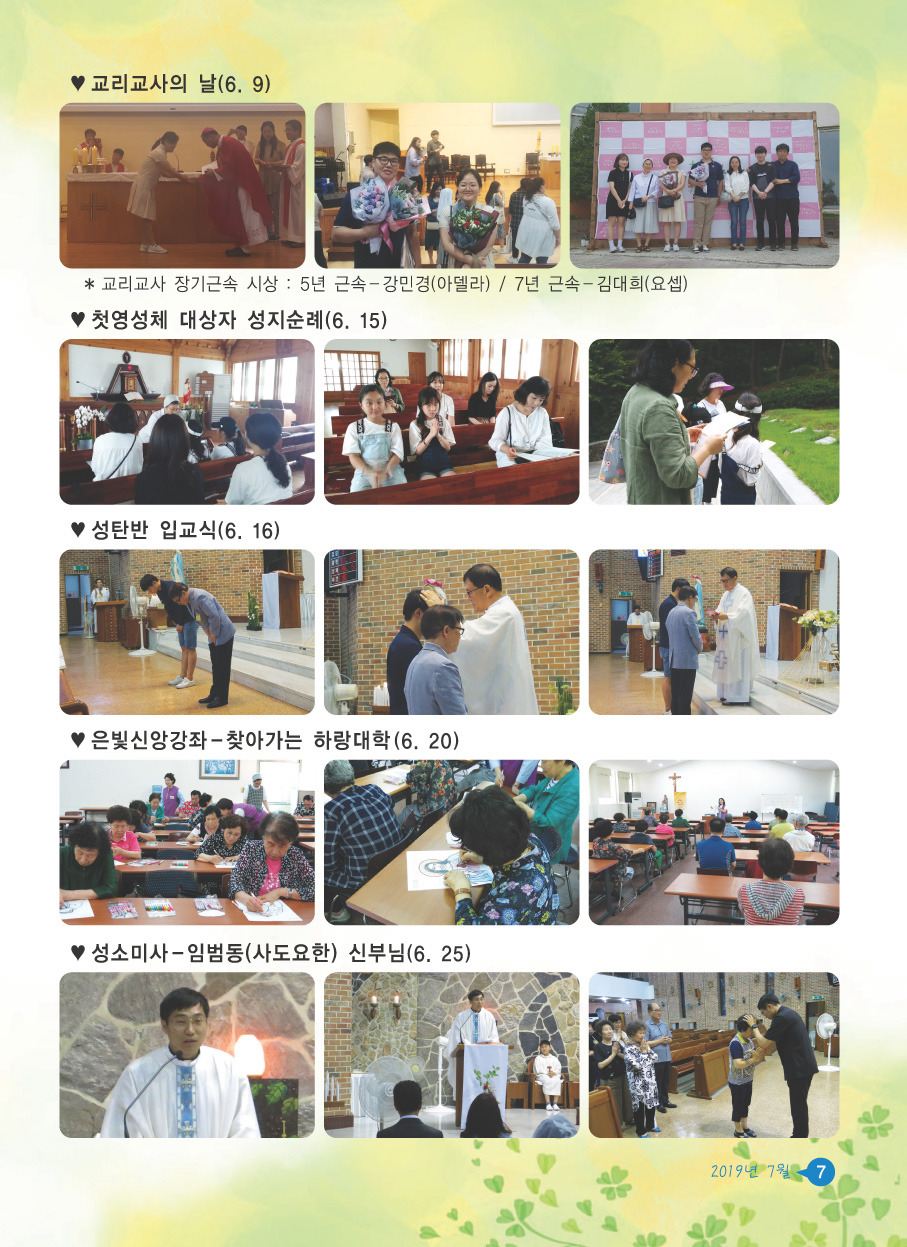 ♥ 교리교사의 날(6. 9)
* 교리교사 장기근속 시상 : 5년 근속-강민경(아델라) / 7년 근속-김대희(요셉)
♥ 첫영성체 대상자 성지순례(6. 15)
♥ 성탄반 입교식(6. 16)
♥ 은빛신앙강좌-찾아가는 하랑대학(6. 20)
♥ 성소미사-임범동(사도요한) 신부님(6. 25)
2019년 7월 7